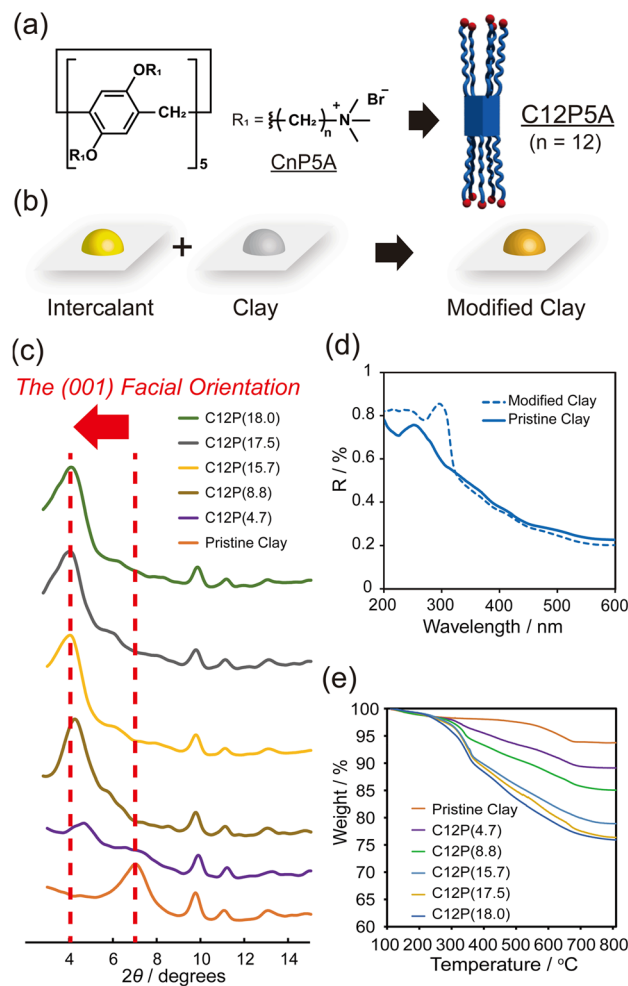 (a)
OR₁
CH₂
R₁O
5
R₁ = (CH₂)n N + Br⁻
CnP5A
C12P5A
(n = 12)
(b)
+
Intercalant
Clay
Modified Clay
(c)
The (001) Facial Orientation
C12P(18.0)
C12P(17.5)
C12P(15.7)
C12P(8.8)
C12P(4.7)
Pristine Clay
4 6 8 10 12 14
2θ / degrees
(d)
Modified Clay
Pristine Clay
R / %
1
0.8
0.6
0.4
0.2
0
200 300 400 500 600
Wavelength / nm
(e)
Weight / %
100
95
90
85
80
75
70
65
60
Pristine Clay
C12P(4.7)
C12P(8.8)
C12P(15.7)
C12P(17.5)
C12P(18.0)
100 200 300 400 500 600 700 800
Temperature / °C